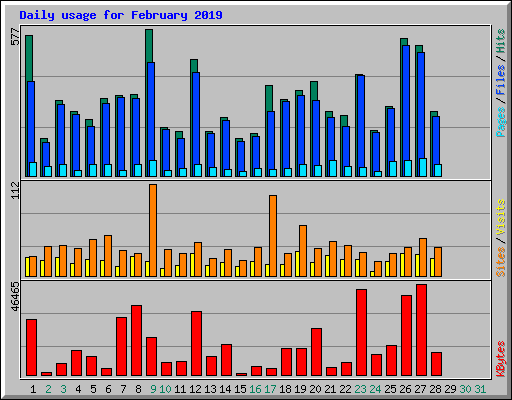 Daily usage for February 2019
577
Pages / Files / Hits
112
Sites / Visits
46465
KBytes
1 2 3 4 5 6 7 8 9 10 11 12 13 14 15 16 17 18 19 20 21 22 23 24 25 26 27 28 29 30 31